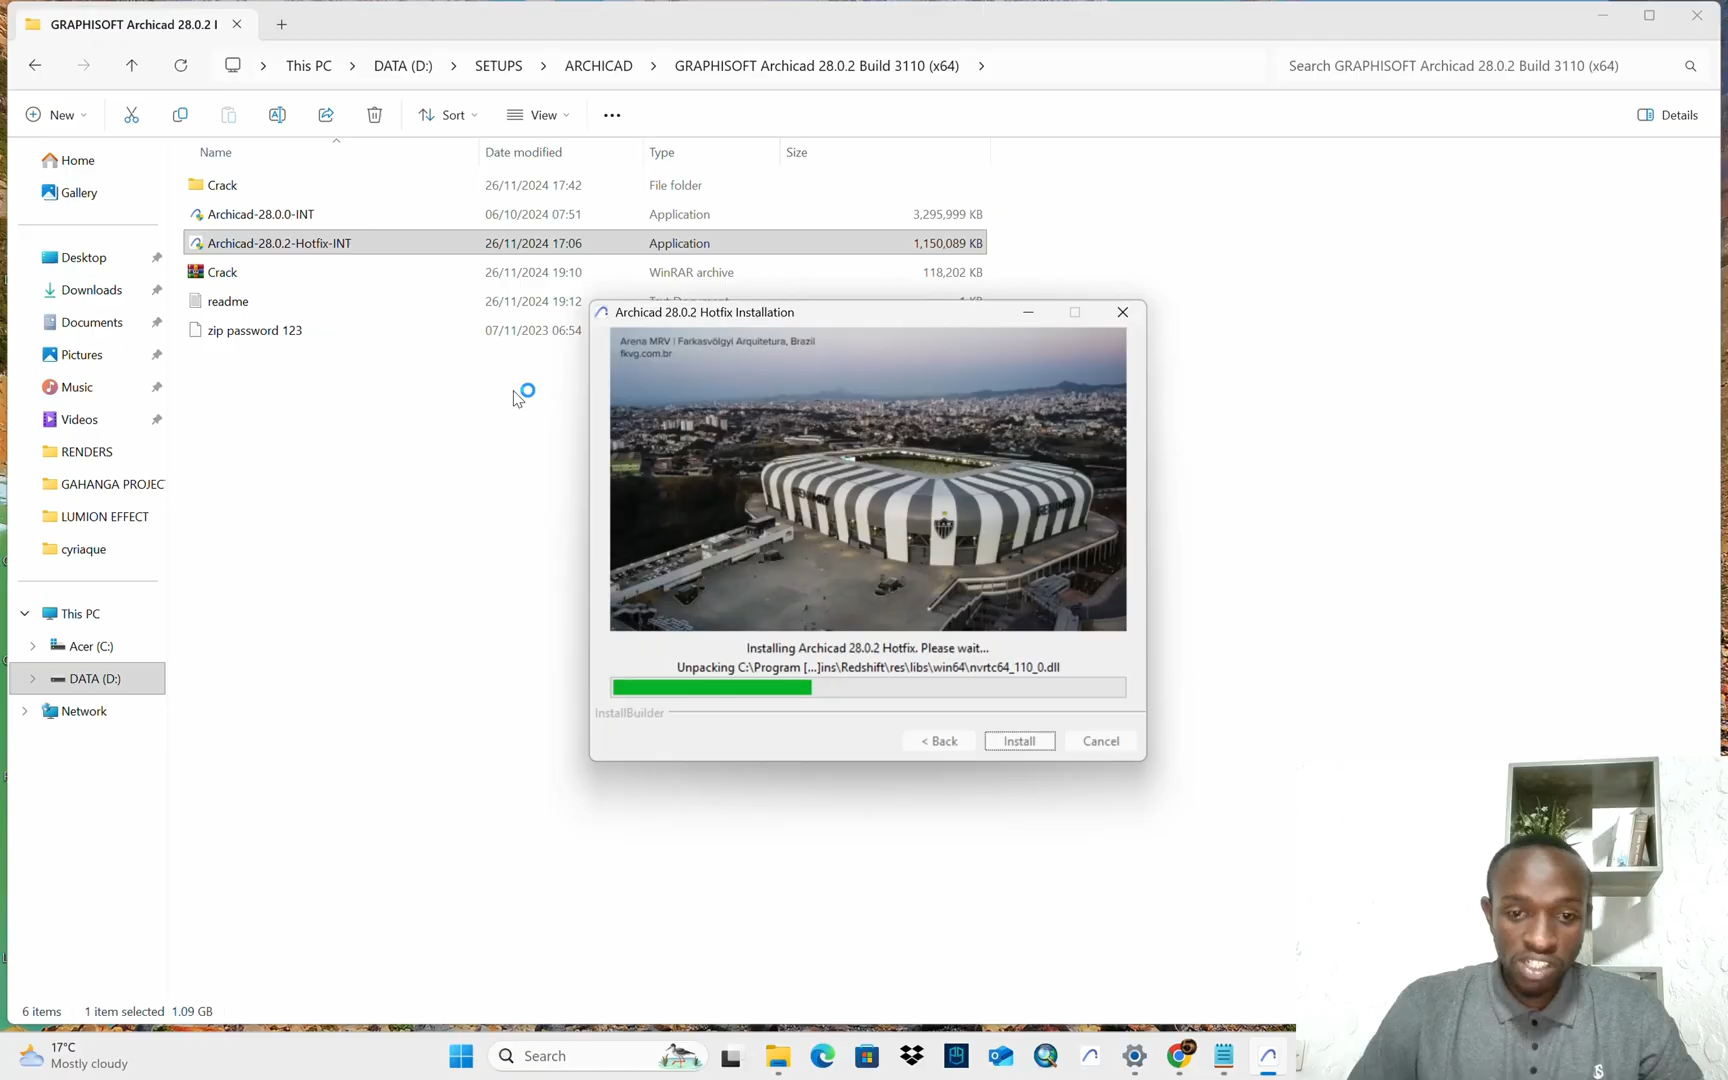 GRAPHISOFT Archicad 28.0.2 I
This PC > DATA (D:) > SETUPS > ARCHICAD > GRAPHISOFT Archicad 28.0.2 Build 3110 (x64) >
Search GRAPHISOFT Archicad 28.0.2 Build 3110 (x64)
New
Sort
View
Details
Name
Date modified
Type
Size
Crack 26/11/2024 17:42 File folder
Archicad-28.0.0-INT 06/10/2024 07:51 Application 3,295,999 KB
Archicad-28.0.2-Hotfix-INT 26/11/2024 17:06 Application 1,150,089 KB
Crack 26/11/2024 19:10 WinRAR archive 118,202 KB
readme 26/11/2024 19:12
zip password 123 07/11/2023 06:54
Home
Gallery
Desktop
Downloads
Documents
Pictures
Music
Videos
RENDERS
GAHANGA PROJEC
LUMION EFFECT
cyriaque
This PC
Acer (C:)
DATA (D:)
Network
Archicad 28.0.2 Hotfix Installation
Arena MRV | Farkasvölgyi Arquitetura, Brazil
fkvg.com.br
Installing Archicad 28.0.2 Hotfix. Please wait...
Unpacking C:\Program [...]ins\Redshift\res\libs\win64\nvrtc64_110_0.dll
InstallBuilder
< Back
Install
Cancel
6 items
1 item selected 1.09 GB
17°C
Mostly cloudy
Search